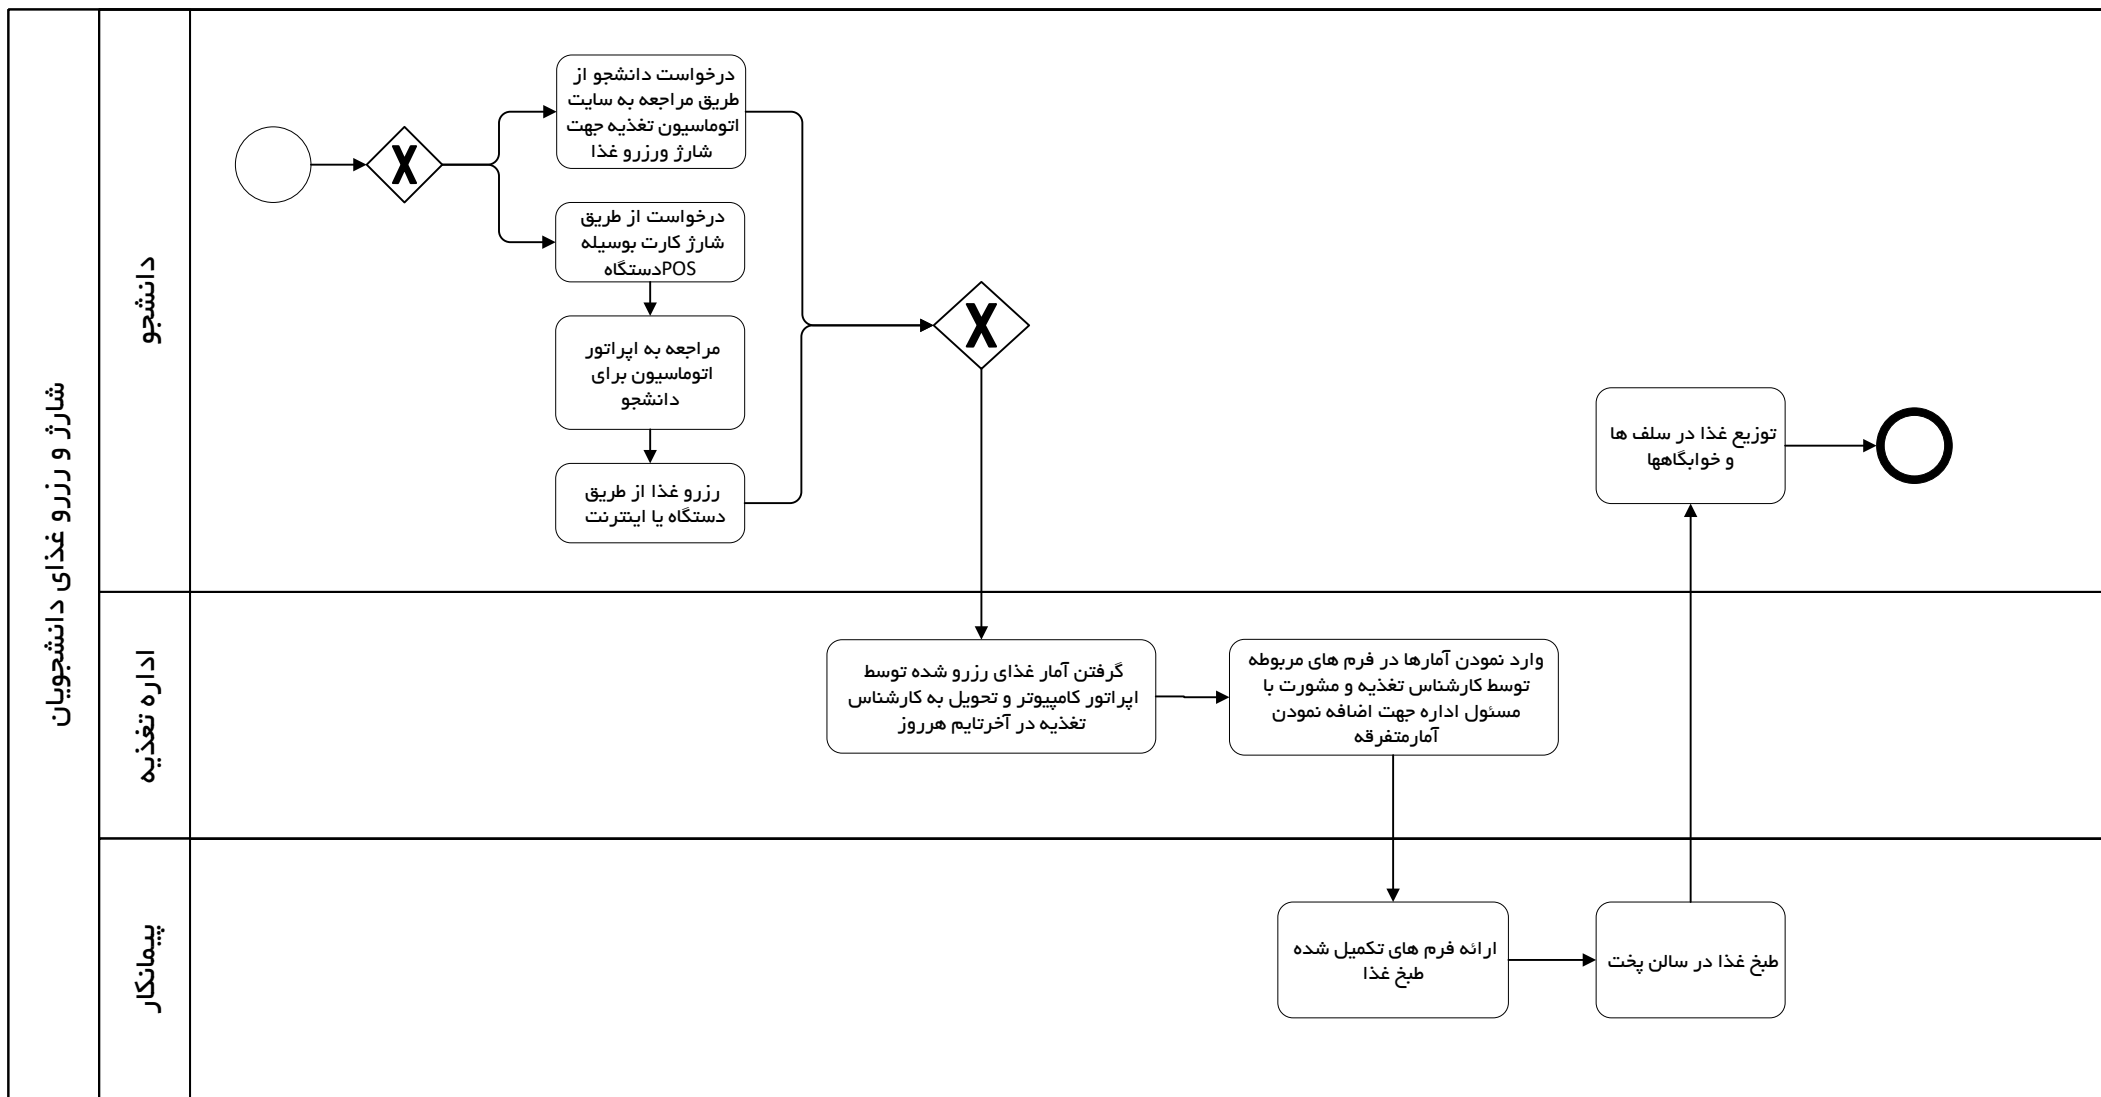 شارژ و رزرو غذای دانشجویان
دانشجو
درخواست دانشجو از
طریق مراجعه به سایت
اتوماسیون تغذیه جهت
شارژ ورزرو غذا
X
درخواست از طریق
شارژ کارت بوسیله
دستگاهPOS
مراجعه به اپراتور
اتوماسیون برای
دانشجو
رزرو غذا از طریق
دستگاه یا اینترنت
X
توزیع غذا در سلف ها
و خوابگاهها
اداره تغذیه
گرفتن آمار غذای رزرو شده توسط
اپراتور کامپیوتر و تحویل به کارشناس
تغذیه در آخرتایم هرروز
وارد نمودن آمارها در فرم های مربوطه
توسط کارشناس تغذیه و مشورت با
مسئول اداره جهت اضافه نمودن
آمارمتفرقه
پیمانکار
ارائه فرم های تکمیل شده
طبخ غذا
طبخ غذا در سالن پخت